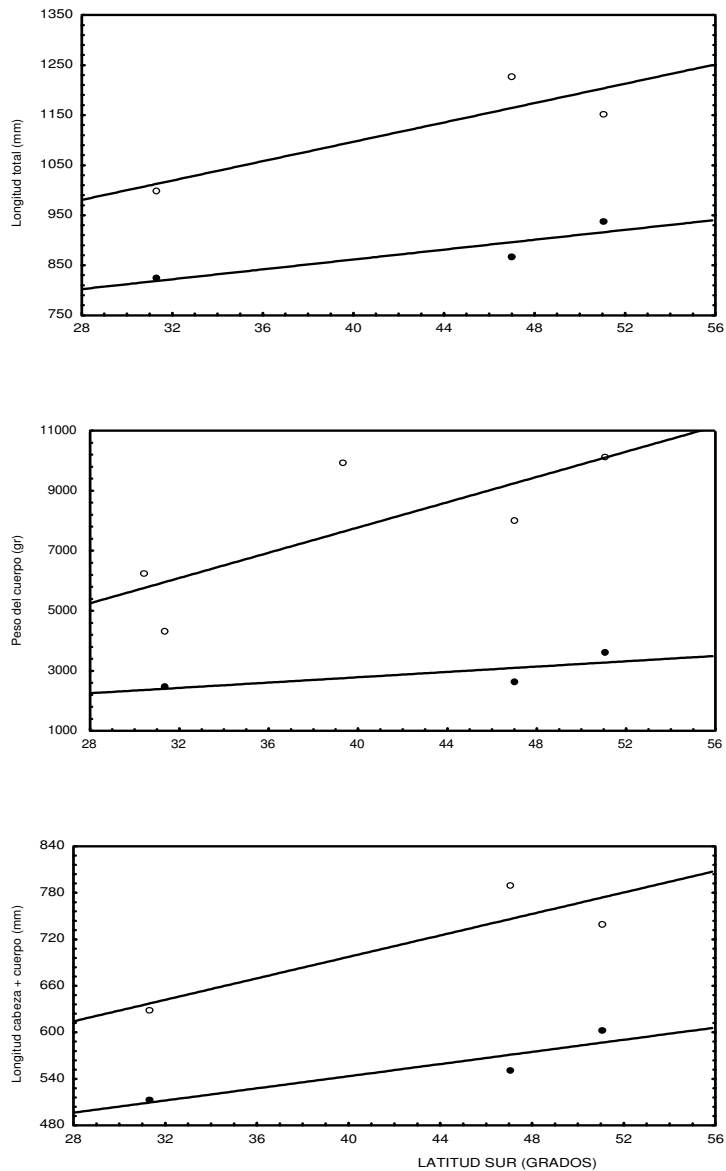 1350
1250
1150
1050
950
850
750
Longitud total (mm)
28 32 36 40 44 48 52 56
11000
9000
7000
5000
3000
1000
Peso del cuerpo (gr)
28 32 36 40 44 48 52 56
840
780
720
660
600
540
480
Longitud cabeza + cuerpo (mm)
28 32 36 40 44 48 52 56
LATITUD SUR (GRADOS)